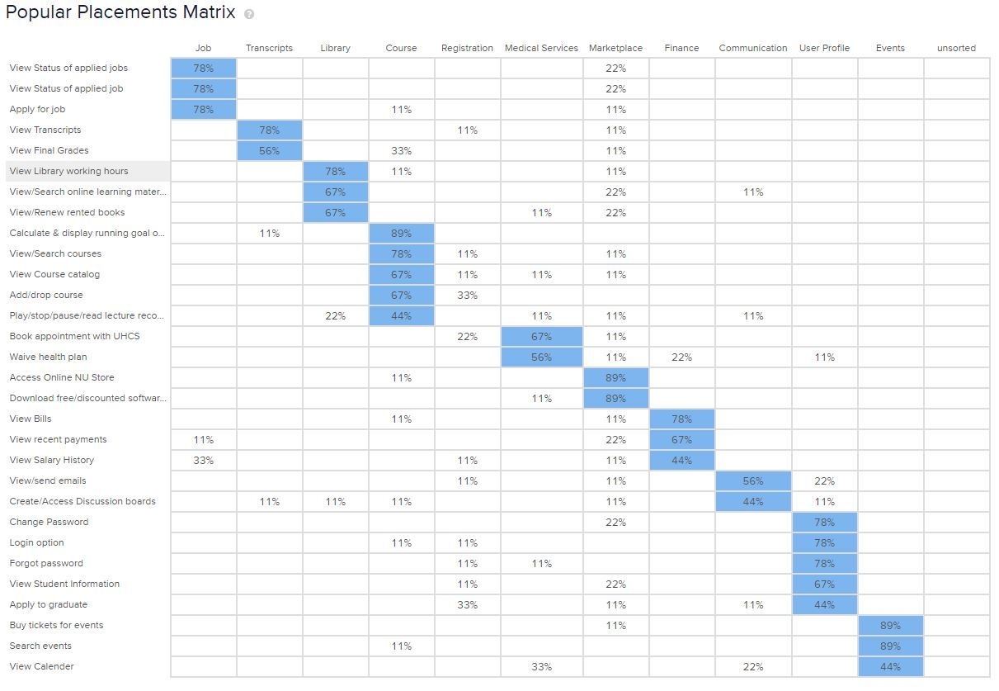 Popular Placements Matrix ?
Job Transcripts Library Course Registration Medical Services Marketplace Finance Communication User Profile Events unsorted
View Status of applied jobs 78% 22%
View Status of applied job 78% 22%
Apply for job 78% 11% 11%
View Transcripts 78% 11% 11%
View Final Grades 56% 33% 11%
View Library working hours 78% 11% 11%
View/Search online learning mater... 67% 22% 11%
View/Renew rented books 67% 11% 22%
Calculate & display running goal o... 11% 89%
View/Search courses 78% 11% 11%
View Course catalog 67% 11% 11% 11%
Add/drop course 67% 33%
Play/stop/pause/read lecture reco... 22% 44% 11% 11% 11%
Book appointment with UHCS 22% 67% 11%
Waive health plan 56% 11% 22% 11%
Access Online NU Store 11% 89%
Download free/discounted softwar... 11% 89%
View Bills 11% 11% 78%
View recent payments 11% 22% 67%
View Salary History 33% 11% 11% 44%
View/send emails 11% 11% 56% 22%
Create/Access Discussion boards 11% 11% 11% 11% 44% 11%
Change Password 22% 78%
Login option 11% 11% 78%
Forgot password 11% 11% 78%
View Student Information 11% 22% 67%
Apply to graduate 33% 11% 11% 44%
Buy tickets for events 11% 89%
Search events 11% 89%
View Calender 33% 22% 44%